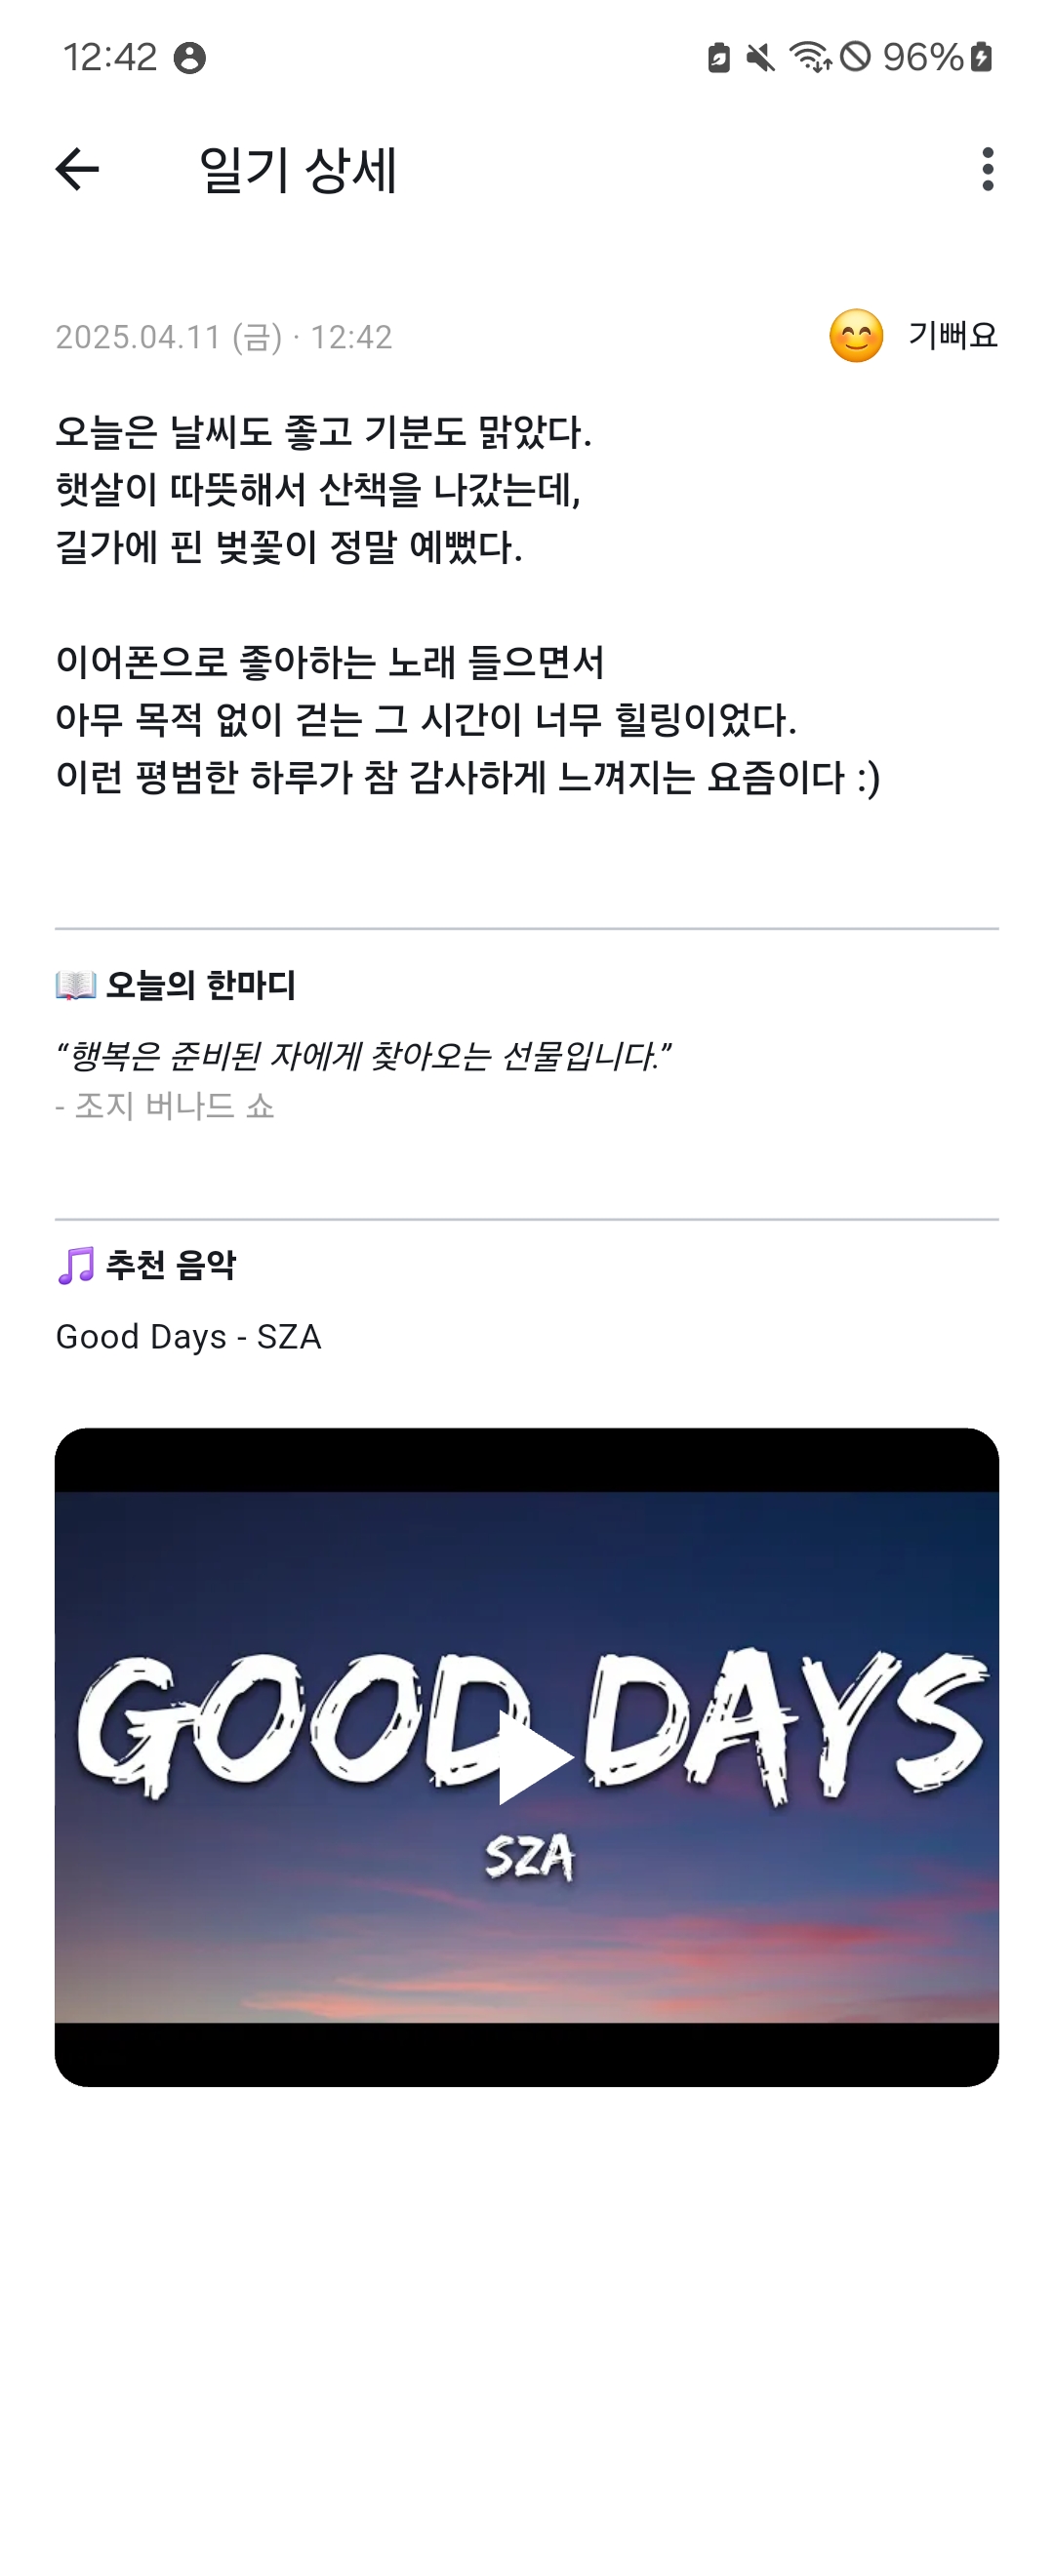 12:42
96%
일기 상세
2025.04.11 (금) · 12:42
기뻐요
오늘은 날씨도 좋고 기분도 맑았다.
햇살이 따뜻해서 산책을 나갔는데,
길가에 핀 벚꽃이 정말 예뻤다.
이어폰으로 좋아하는 노래 들으면서
아무 목적 없이 걷는 그 시간이 너무 힐링이었다.
이런 평범한 하루가 참 감사하게 느껴지는 요즘이다 :)
오늘의 한마디
“행복은 준비된 자에게 찾아오는 선물입니다.”
- 조지 버나드 쇼
추천 음악
Good Days - SZA
GOOD DAYS
SZA